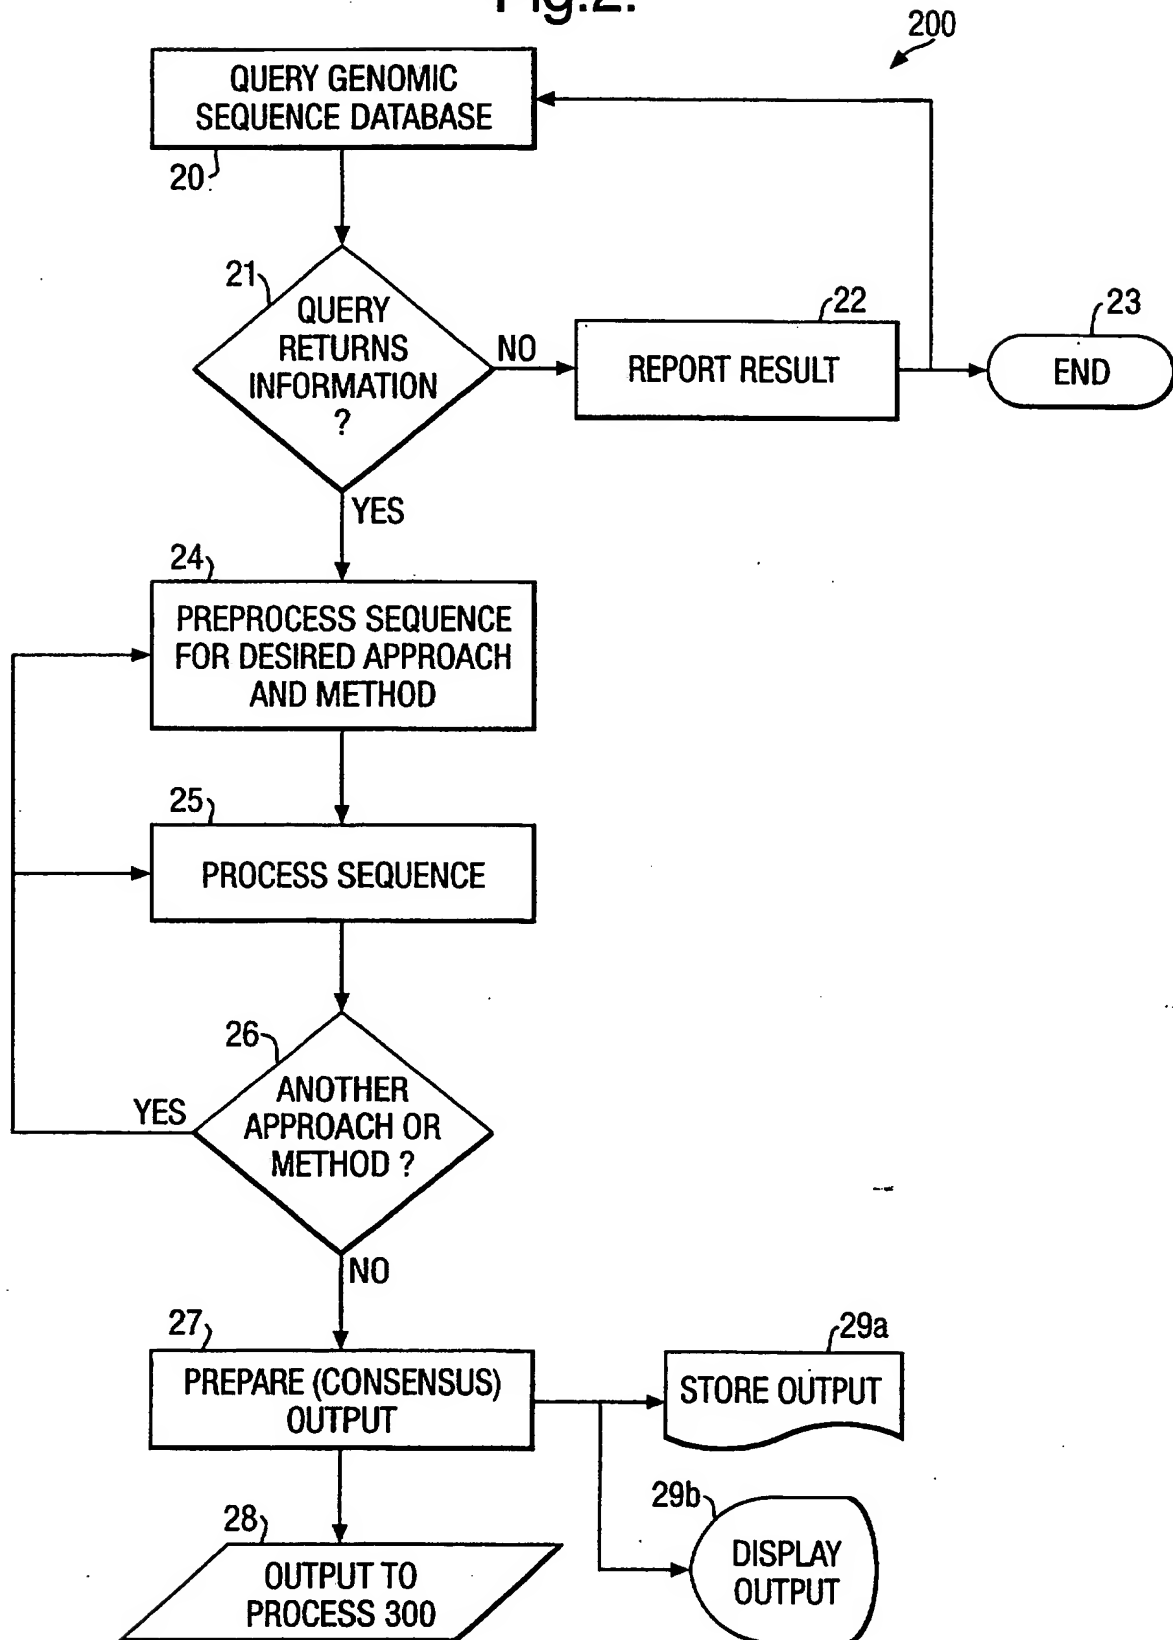 Fig.2.
200
QUERY GENOMIC
SEQUENCE DATABASE
20
21
QUERY
RETURNS
INFORMATION
?
NO
22
REPORT RESULT
23
END
YES
24
PREPROCESS SEQUENCE
FOR DESIRED APPROACH
AND METHOD
25
PROCESS SEQUENCE
26
ANOTHER
APPROACH OR
METHOD ?
YES
NO
27
PREPARE (CONSENSUS)
OUTPUT
29a
STORE OUTPUT
29b
DISPLAY
OUTPUT
28
OUTPUT TO
PROCESS 300